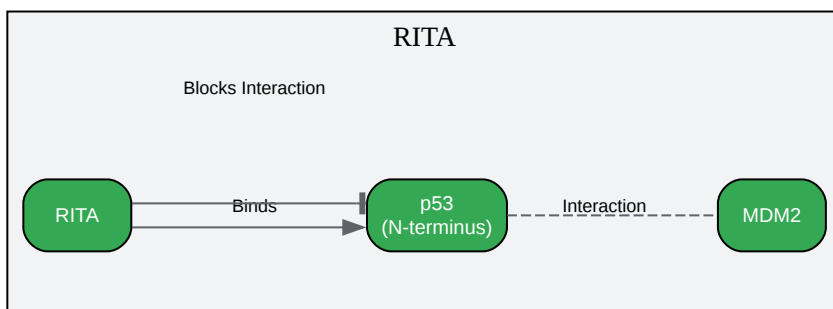 RITA
Blocks Interaction
RITA
Binds
p53
(N-terminus)
Interaction
MDM2